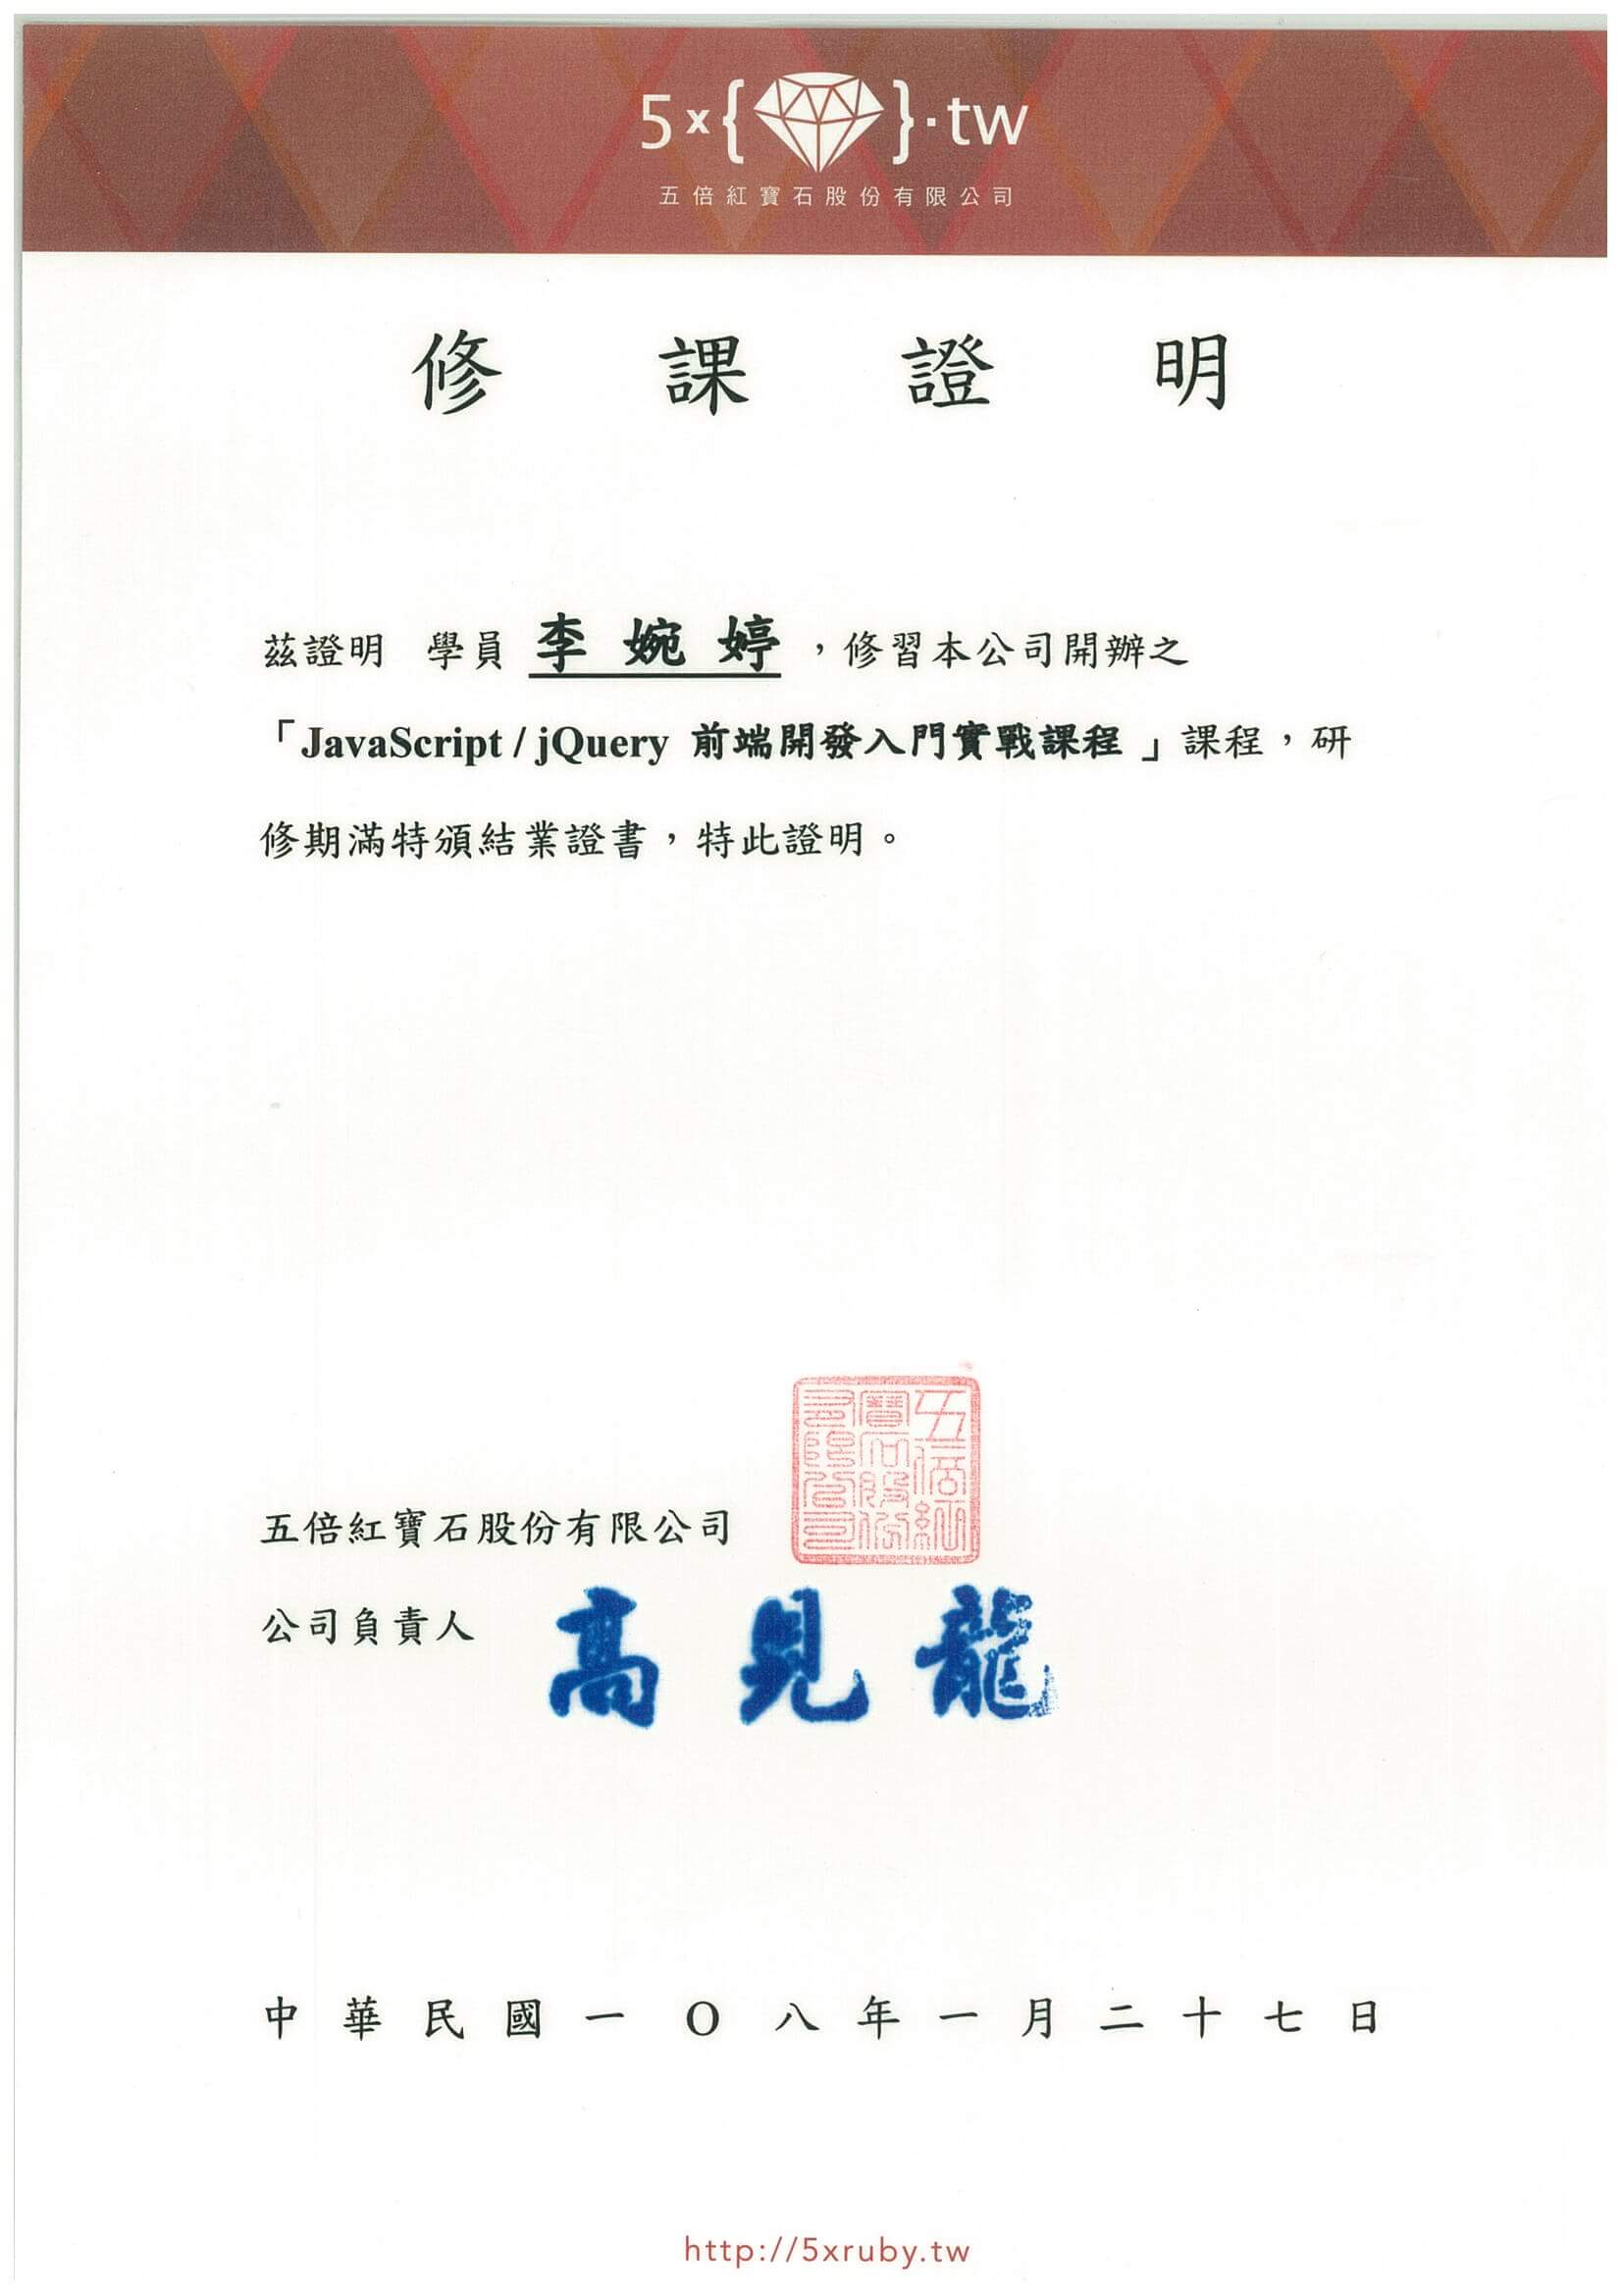 5x{ }.tw
五倍紅寶石股份有限公司
修課證明
茲證明 學員 李婉婷 ，修習本公司開辦之
「JavaScript / jQuery 前端開發入門實戰課程」課程，研
修期滿特頒結業證書，特此證明。
五倍紅寶石股份有限公司
五倍紅寶石股份有限公司
公司負責人 高見龍
中華民國一O八年一月二十七日
http://5xruby.tw